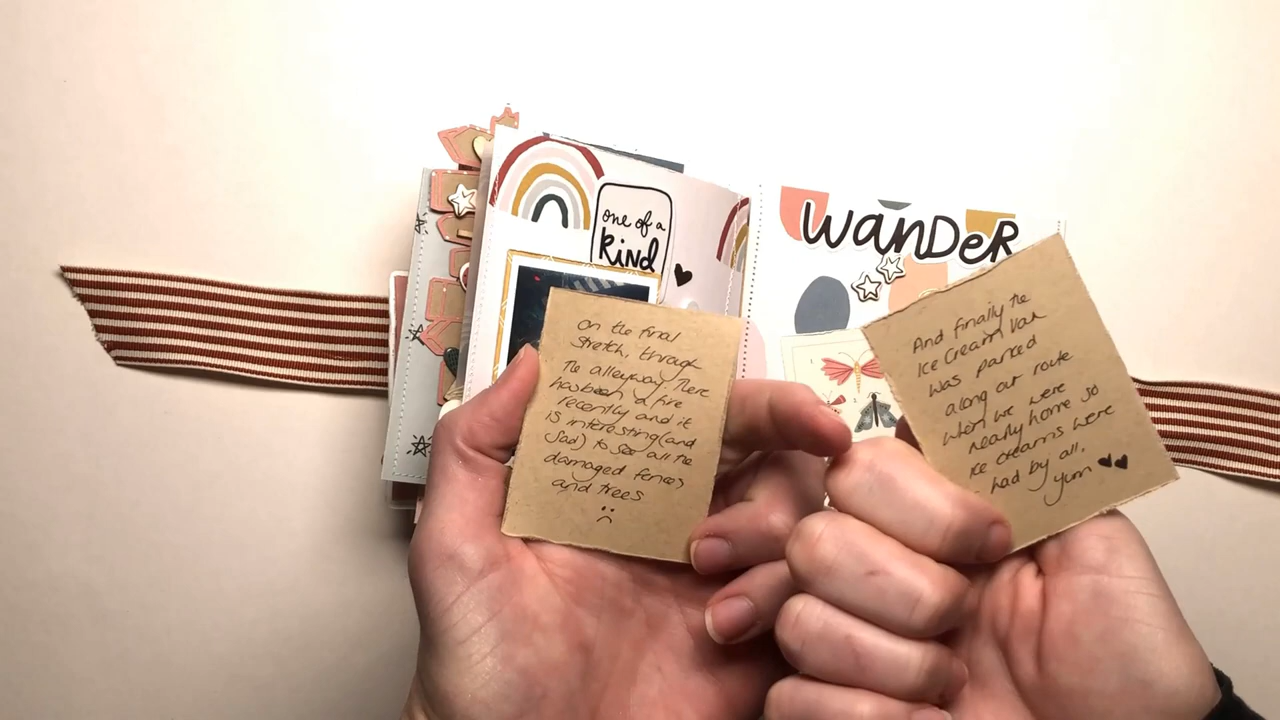 one of a
kind
WANDeR
on the final
stretch, through
the alleyway there
has been a fire
recently and it
is interesting (and
sad) to see all the
damaged fences
and trees
And finally the
Ice Cream Van
was parked
along our route
when we were
nearly home so
ice creams were
had by all,
yum